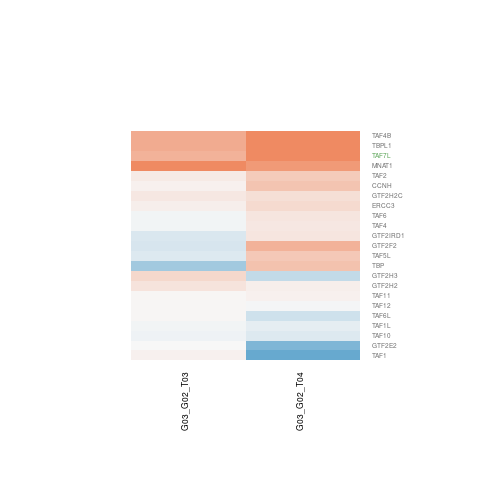 TAF4B
TBPL1
TAF7L
MNAT1
TAF2
CCNH
GTF2H2C
ERCC3
TAF6
TAF4
GTF2IRD1
GTF2F2
TAF5L
TBP
GTF2H3
GTF2H2
TAF11
TAF12
TAF6L
TAF1L
TAF10
GTF2E2
TAF1
G03_G02_T03
G03_G02_T04